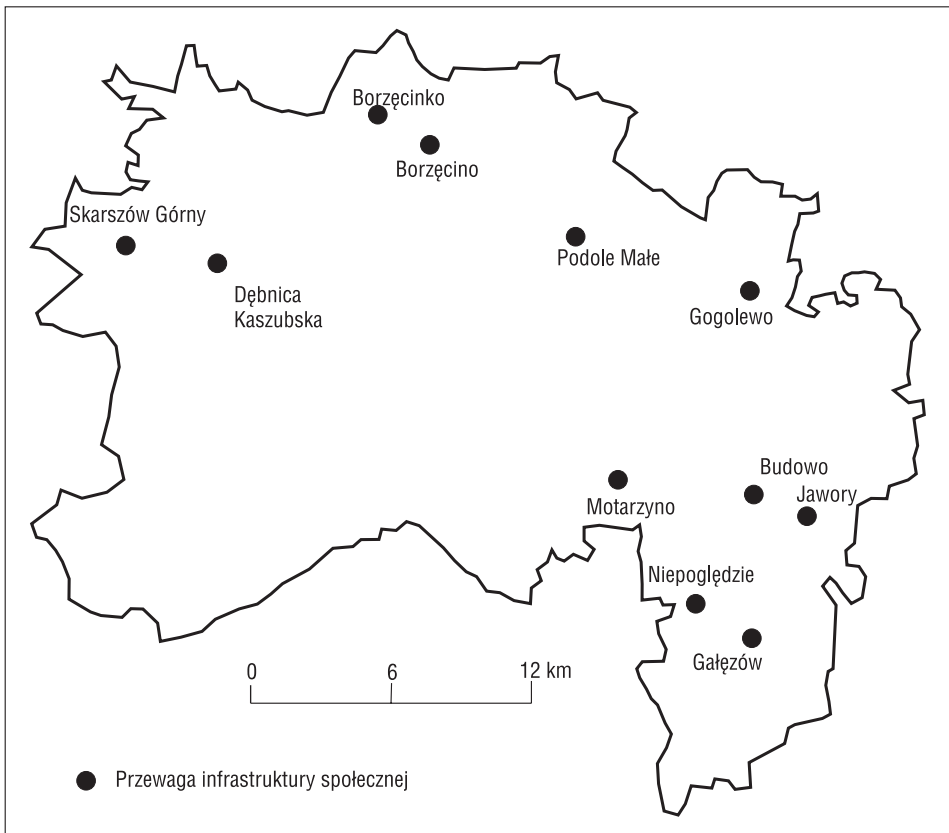 Borzęcinko
Borzęcino
Skarszów Górny
Podole Małe
Dębnica
Kaszubska
Gogolewo
Budowo
Motarzyno
Jawory
Niepoględzie
Gałęzów
0 6 12 km
Przewaga infrastruktury społecznej